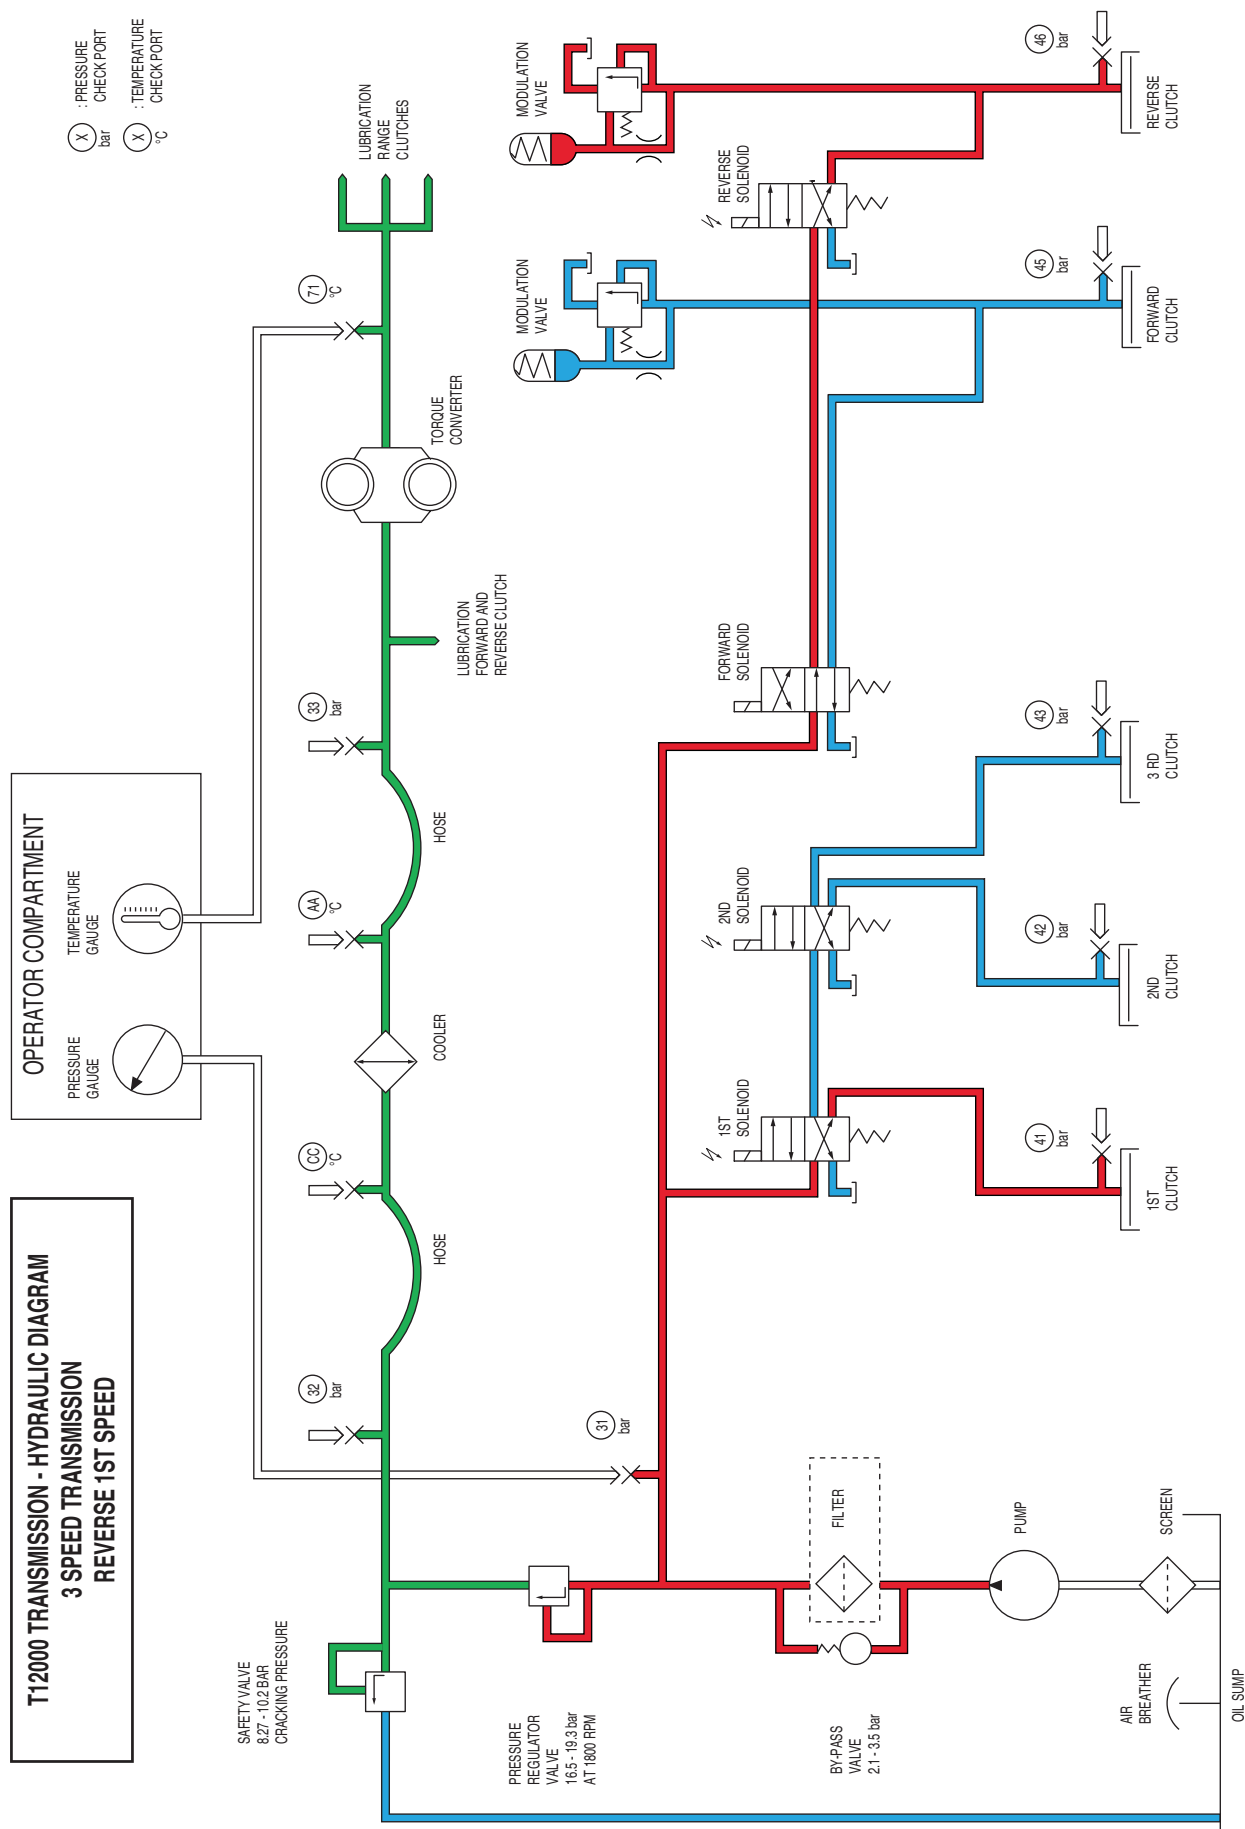 T12000 TRANSMISSION - HYDRAULIC DIAGRAM
3 SPEED TRANSMISSION
REVERSE 1ST SPEED
OPERATOR COMPARTMENT
PRESSURE
GAUGE
TEMPERATURE
GAUGE
X
bar
: PRESSURE
CHECK PORT
X
°C
: TEMPERATURE
CHECK PORT
SAFETY VALVE
8.27 - 10.2 BAR
CRACKING PRESSURE
32
bar
HOSE
CC
°C
COOLER
AA
°C
HOSE
33
bar
LUBRICATION
FORWARD AND
REVERSE CLUTCH
TORQUE
CONVERTER
71
°C
LUBRICATION
RANGE
CLUTCHES
PRESSURE
REGULATOR
VALVE
16.5 - 19.3 bar
AT 1800 RPM
31
bar
MODULATION
VALVE
MODULATION
VALVE
1ST
SOLENOID
2ND
SOLENOID
FORWARD
SOLENOID
REVERSE
SOLENOID
BY-PASS
VALVE
2.1 - 3.5 bar
FILTER
PUMP
41
bar
42
bar
43
bar
45
bar
46
bar
AIR
BREATHER
SCREEN
1ST
CLUTCH
2ND
CLUTCH
3 RD
CLUTCH
FORWARD
CLUTCH
REVERSE
CLUTCH
OIL SUMP